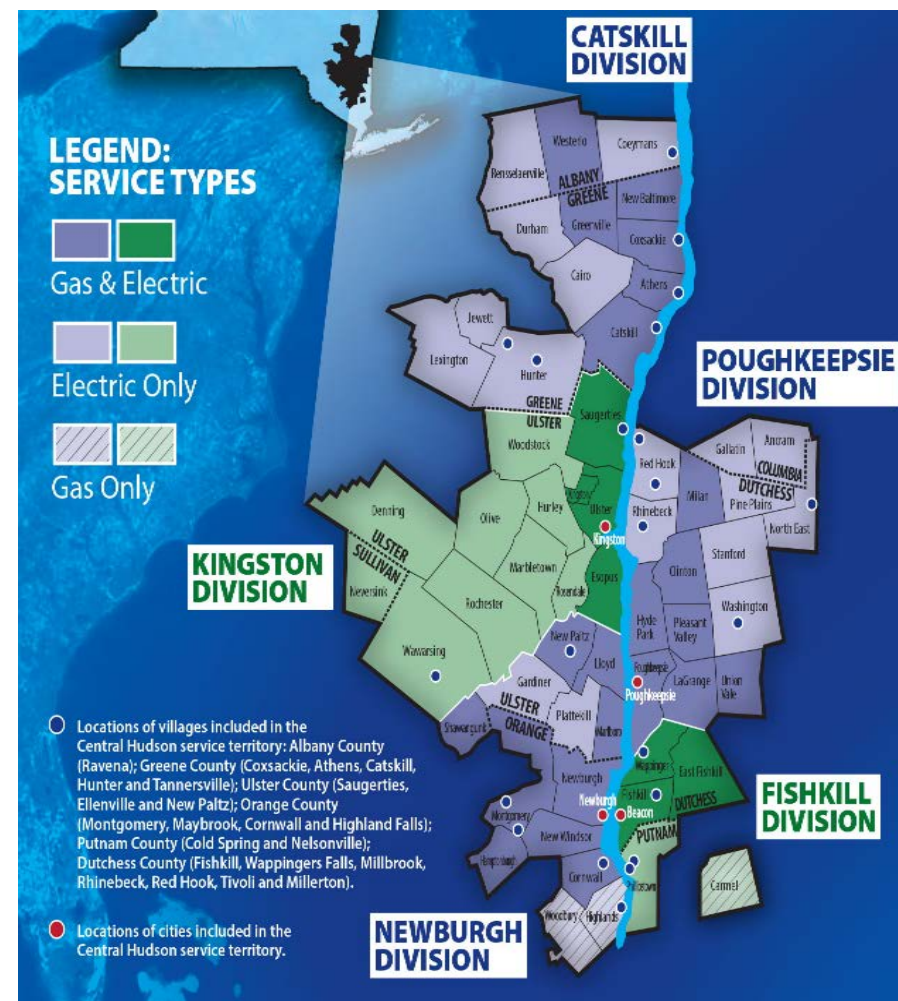 CATSKILL
DIVISION
LEGEND:
SERVICE TYPES
Gas & Electric
Electric Only
Gas Only
Westerlo
Coeymans
Rensselaerville
ALBANY
GREENE
New Baltimore
Durham
Greenville
Coxsackie
Cairo
Athens
Catskill
Jewett
Lexington
Hunter
GREENE
ULSTER
POUGHKEEPSIE
DIVISION
Saugerties
Woodstock
Red Hook
Gallatin
Ancram
COLUMBIA
DUTCHESS
Milan
Pine Plains
North East
Denning
Olive
Hurley
Kingston
Ulster
Rhinebeck
Kingston
ULSTER
SULLIVAN
KINGSTON
DIVISION
Neversink
Marbletown
Rosendale
Esopus
Rochester
Stanford
Clinton
Washington
Wawarsing
New Paltz
Lloyd
Hyde
Park
Pleasant
Valley
Poughkeepsie
Poughkeepsie
LaGrange
Union
Vale
Gardiner
ULSTER
ORANGE
Plattekill
Marlboro
Shawangunk
Newburgh
Wappinger
East Fishkill
Fishkill
DUTCHESS
Newburgh
Beacon
PUTNAM
FISHKILL
DIVISION
Montgomery
New Windsor
Hamptonburgh
Cornwall
Philipstown
Carmel
Woodbury
Highlands
NEWBURGH
DIVISION
Locations of villages included in the
Central Hudson service territory: Albany County
(Ravena); Greene County (Coxsackie, Athens, Catskill,
Hunter and Tannersville); Ulster County (Saugerties,
Ellenville and New Paltz); Orange County
(Montgomery, Maybrook, Cornwall and Highland Falls);
Putnam County (Cold Spring and Nelsonville);
Dutchess County (Fishkill, Wappingers Falls, Millbrook,
Rhinebeck, Red Hook, Tivoli and Millerton).
Locations of cities included in the
Central Hudson service territory.